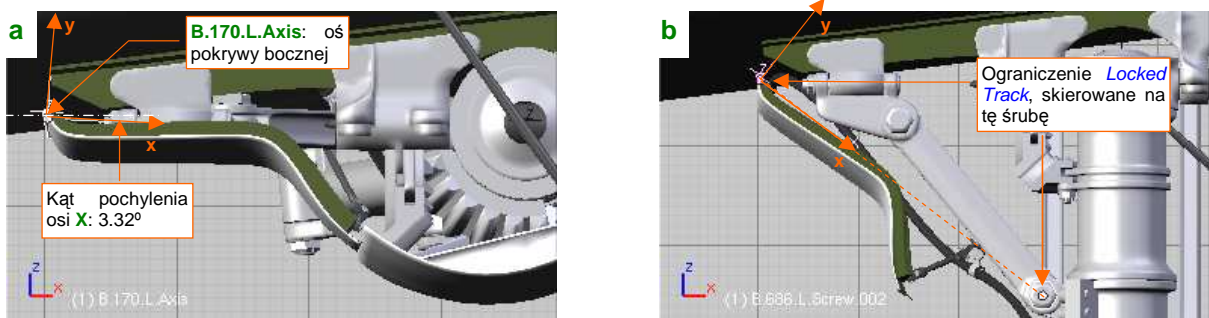 a
y
B.170.L.Axis: oś
pokrywy bocznej
x
Kąt pochylenia
osi X: 3.32º
z
x
(1) B.170.L.Axis
Z
b
y
Z
Ograniczenie Locked
Track, skierowane na
tę śrubę
x
z
x
(1) B.686.L.Screw.002